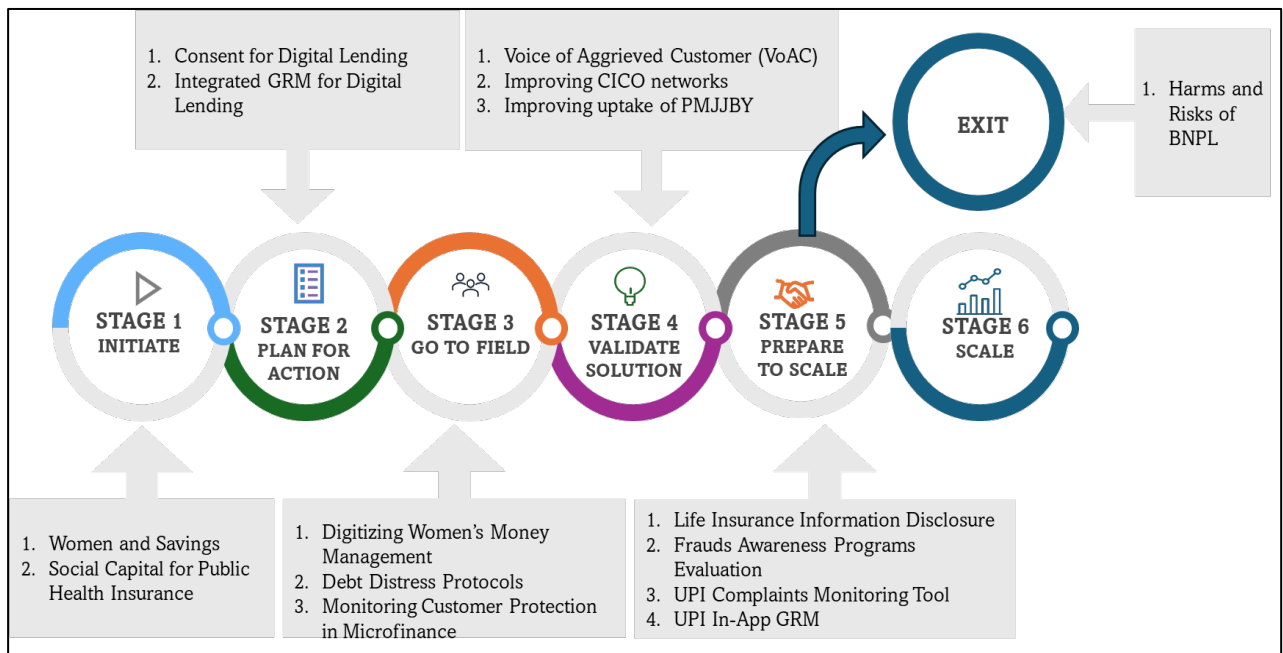 1. Consent for Digital Lending
2. Integrated GRM for Digital
Lending
1. Voice of Aggrieved Customer (VoAC)
2. Improving CICO networks
3. Improving uptake of PMJJBY
EXIT
1. Harms and
Risks of
BNPL
STAGE 1
INITIATE
STAGE 2
PLAN FOR
ACTION
STAGE 3
GO TO FIELD
STAGE 4
VALIDATE
SOLUTION
STAGE 5
PREPARE
TO SCALE
STAGE 6
SCALE
1. Women and Savings
2. Social Capital for Public
Health Insurance
1. Digitizing Women’s Money
Management
2. Debt Distress Protocols
3. Monitoring Customer Protection
in Microfinance
1. Life Insurance Information Disclosure
2. Frauds Awareness Programs
Evaluation
3. UPI Complaints Monitoring Tool
4. UPI In-App GRM